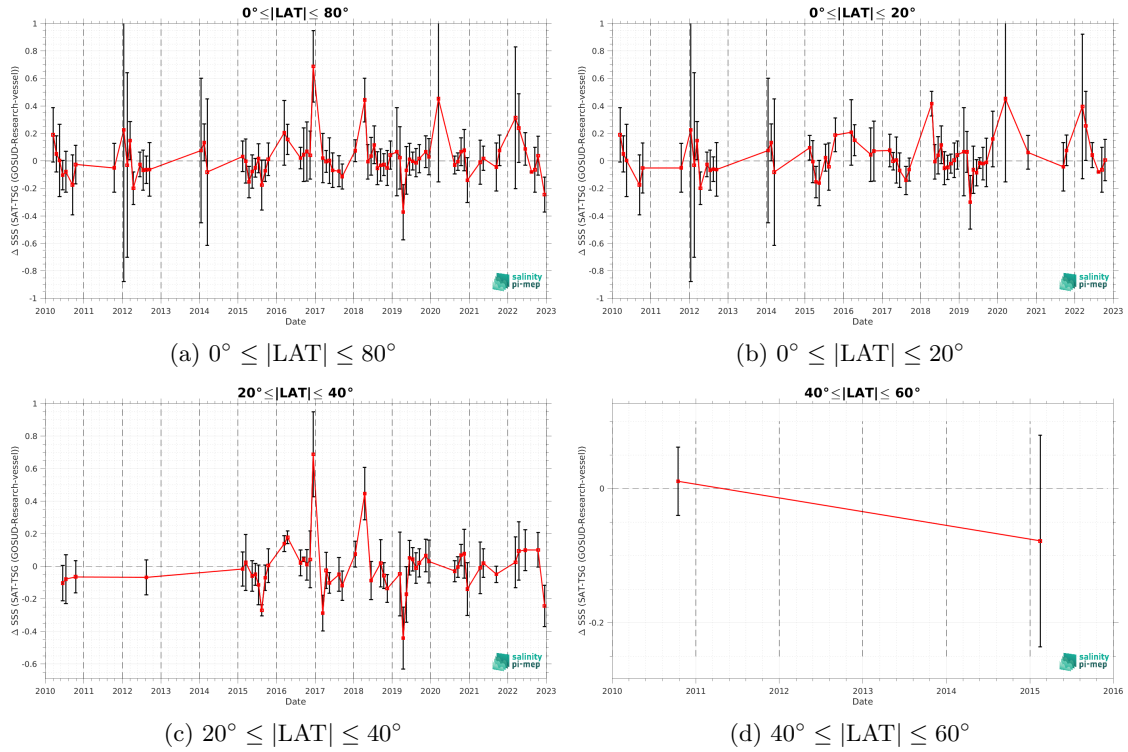 0°≤|LAT|≤ 80°
Δ SSS (SAT-TSG (GOSUD-Research-vessel))
1
0.8
0.6
0.4
0.2
0
-0.2
-0.4
-0.6
-0.8
-1
2010 2011 2012 2013 2014 2015 2016 2017 2018 2019 2020 2021 2022 2023
Date
salinity
pi-mep
(a) 0° ≤ |LAT| ≤ 80°
0°≤|LAT|≤ 20°
Δ SSS (SAT-TSG (GOSUD-Research-vessel))
1
0.8
0.6
0.4
0.2
0
-0.2
-0.4
-0.6
-0.8
-1
2010 2011 2012 2013 2014 2015 2016 2017 2018 2019 2020 2021 2022 2023
Date
salinity
pi-mep
(b) 0° ≤ |LAT| ≤ 20°
20°≤|LAT|≤ 40°
Δ SSS (SAT-TSG (GOSUD-Research-vessel))
1
0.8
0.6
0.4
0.2
0
-0.2
-0.4
-0.6
2010 2011 2012 2013 2014 2015 2016 2017 2018 2019 2020 2021 2022 2023
Date
salinity
pi-mep
(c) 20° ≤ |LAT| ≤ 40°
40°≤|LAT|≤ 60°
Δ SSS (SAT-TSG (GOSUD-Research-vessel))
0
-0.2
2010 2011 2012 2013 2014 2015 2016
Date
salinity
pi-mep
(d) 40° ≤ |LAT| ≤ 60°